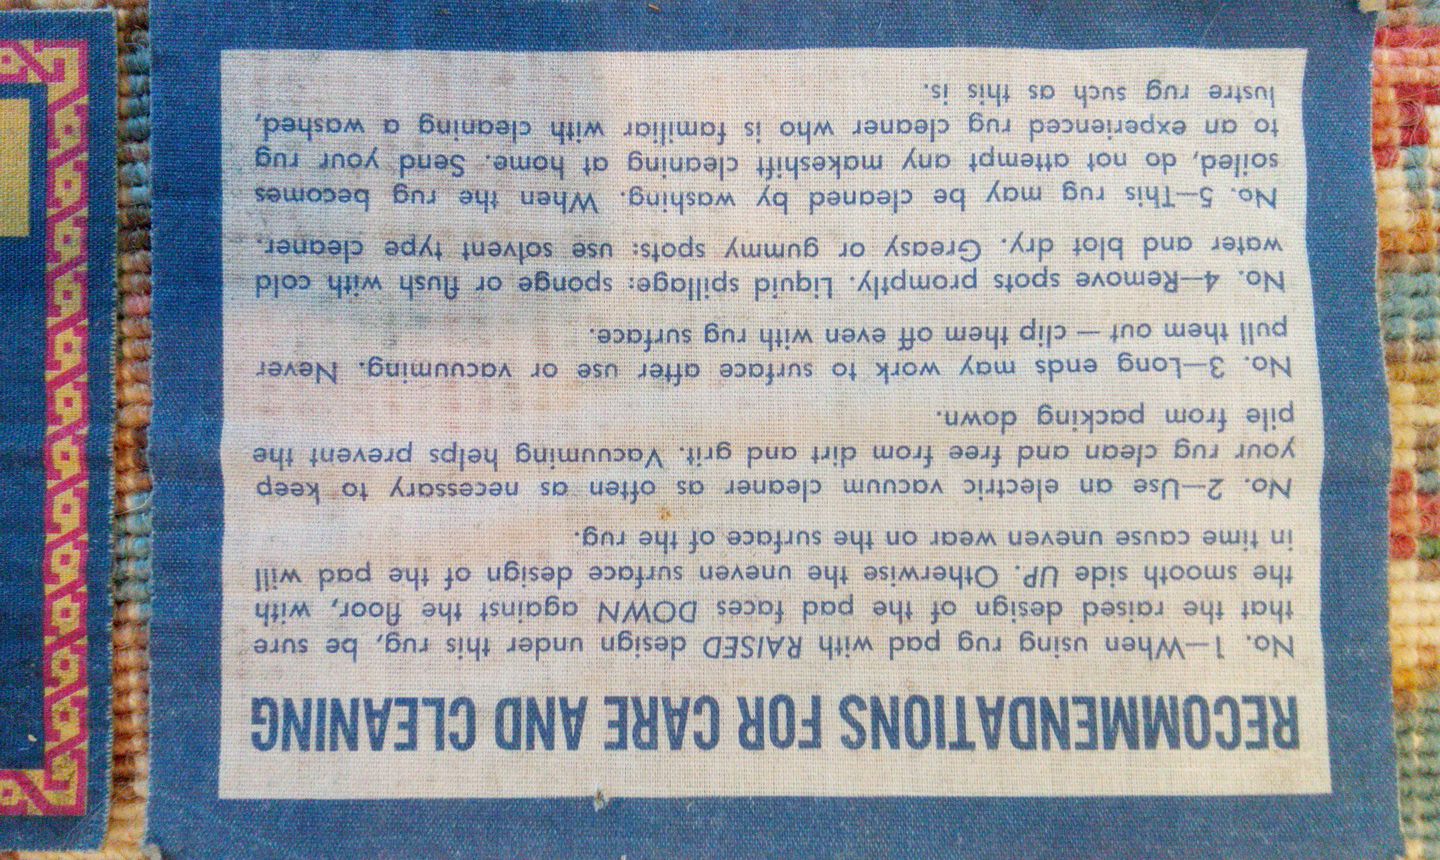 RECOMMENDATIONS FOR CARE AND CLEANING
No. 1—When using rug pad with RAISED design under this rug, be sure
that the raised design of the pad faces DOWN against the floor, with
the smooth side UP. Otherwise the uneven surface design of the pad will
in time cause uneven wear on the surface of the rug.
No. 2—Use an electric vacuum cleaner as often as necessary to keep
your rug clean and free from dirt and grit. Vacuuming helps prevent the
pile from packing down.
No. 3—Long ends may work to surface after use or vacuuming. Never
pull them out — clip them off even with rug surface.
No. 4—Remove spots promptly. Liquid spillage: sponge or flush with cold
water and blot dry. Greasy or gummy spots: use solvent type cleaner.
No. 5—This rug may be cleaned by washing. When the rug becomes
soiled, do not attempt any makeshift cleaning at home. Send your rug
to an experienced rug cleaner who is familiar with cleaning a washed,
lustre rug such as this is.